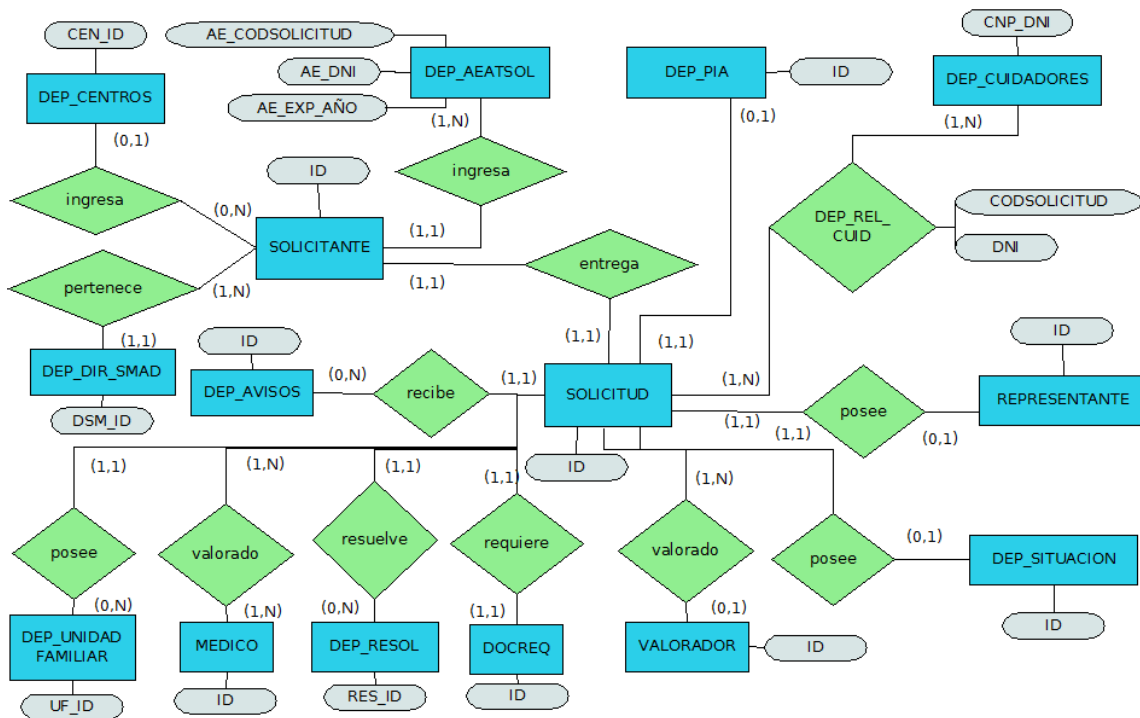 CEN_ID
AE_CODSOLICITUD
CNP_DNI
DEP_CENTROS
AE_DNI
DEP_AEATSOL
DEP_PIA
ID
DEP_CUIDADORES
AE_EXP_AÑO
(0,1)
(1,N)
(0,1)
(1,N)
ingresa
ID
ingresa
CODSOLICITUD
(0,N)
DEP_REL_
CUID
SOLICITANTE
(1,1)
DNI
entrega
pertenece
(1,N)
(1,1)
(1,1)
(1,1)
(1,1)
ID
ID
DEP_DIR_SMAD
DEP_AVISOS
(0,N)
recibe
(1,1)
SOLICITUD
(1,N)
REPRESENTANTE
DSM_ID
(1,1)
posee
(1,1)
(0,1)
(1,1)
(1,N)
(1,1)
(1,1)
ID
(1,N)
posee
valorado
resuelve
requiere
valorado
posee
(0,1)
DEP_SITUACION
(0,N)
(1,N)
(0,N)
(1,1)
(0,1)
ID
DEP_UNIDAD
FAMILIAR
MEDICO
DEP_RESOL
DOCREQ
VALORADOR
ID
UF_ID
ID
RES_ID
ID